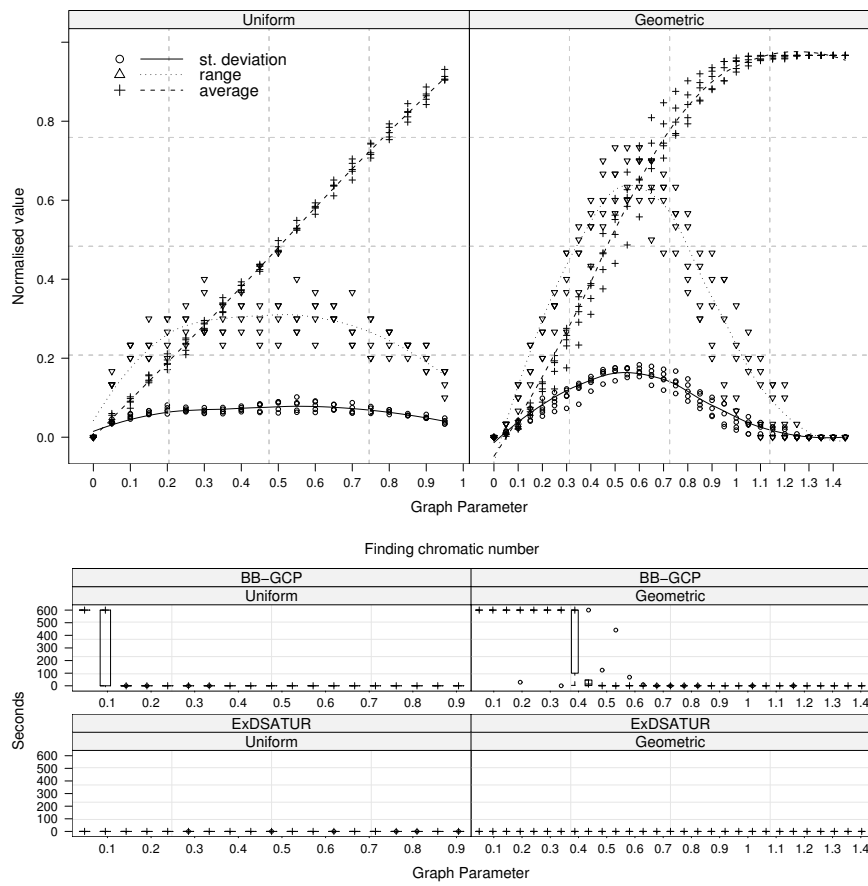 Uniform
Geometric
st. deviation
range
average
Normalised value
0.8
0.6
0.4
0.2
0.0
0 0.1 0.2 0.3 0.4 0.5 0.6 0.7 0.8 0.9 1
0 0.1 0.2 0.3 0.4 0.5 0.6 0.7 0.8 0.9 1 1.1 1.2 1.3 1.4
Graph Parameter
Finding chromatic number
BB−GCP
BB−GCP
Uniform
Geometric
600
500
400
300
200
100
0
0.1 0.2 0.3 0.4 0.5 0.6 0.7 0.8 0.9
0.1 0.2 0.3 0.4 0.5 0.6 0.7 0.8 0.9 1 1.1 1.2 1.3 1.4
Seconds
ExDSATUR
ExDSATUR
Uniform
Geometric
600
500
400
300
200
100
0
0.1 0.2 0.3 0.4 0.5 0.6 0.7 0.8 0.9
0.1 0.2 0.3 0.4 0.5 0.6 0.7 0.8 0.9 1 1.1 1.2 1.3 1.4
Graph Parameter